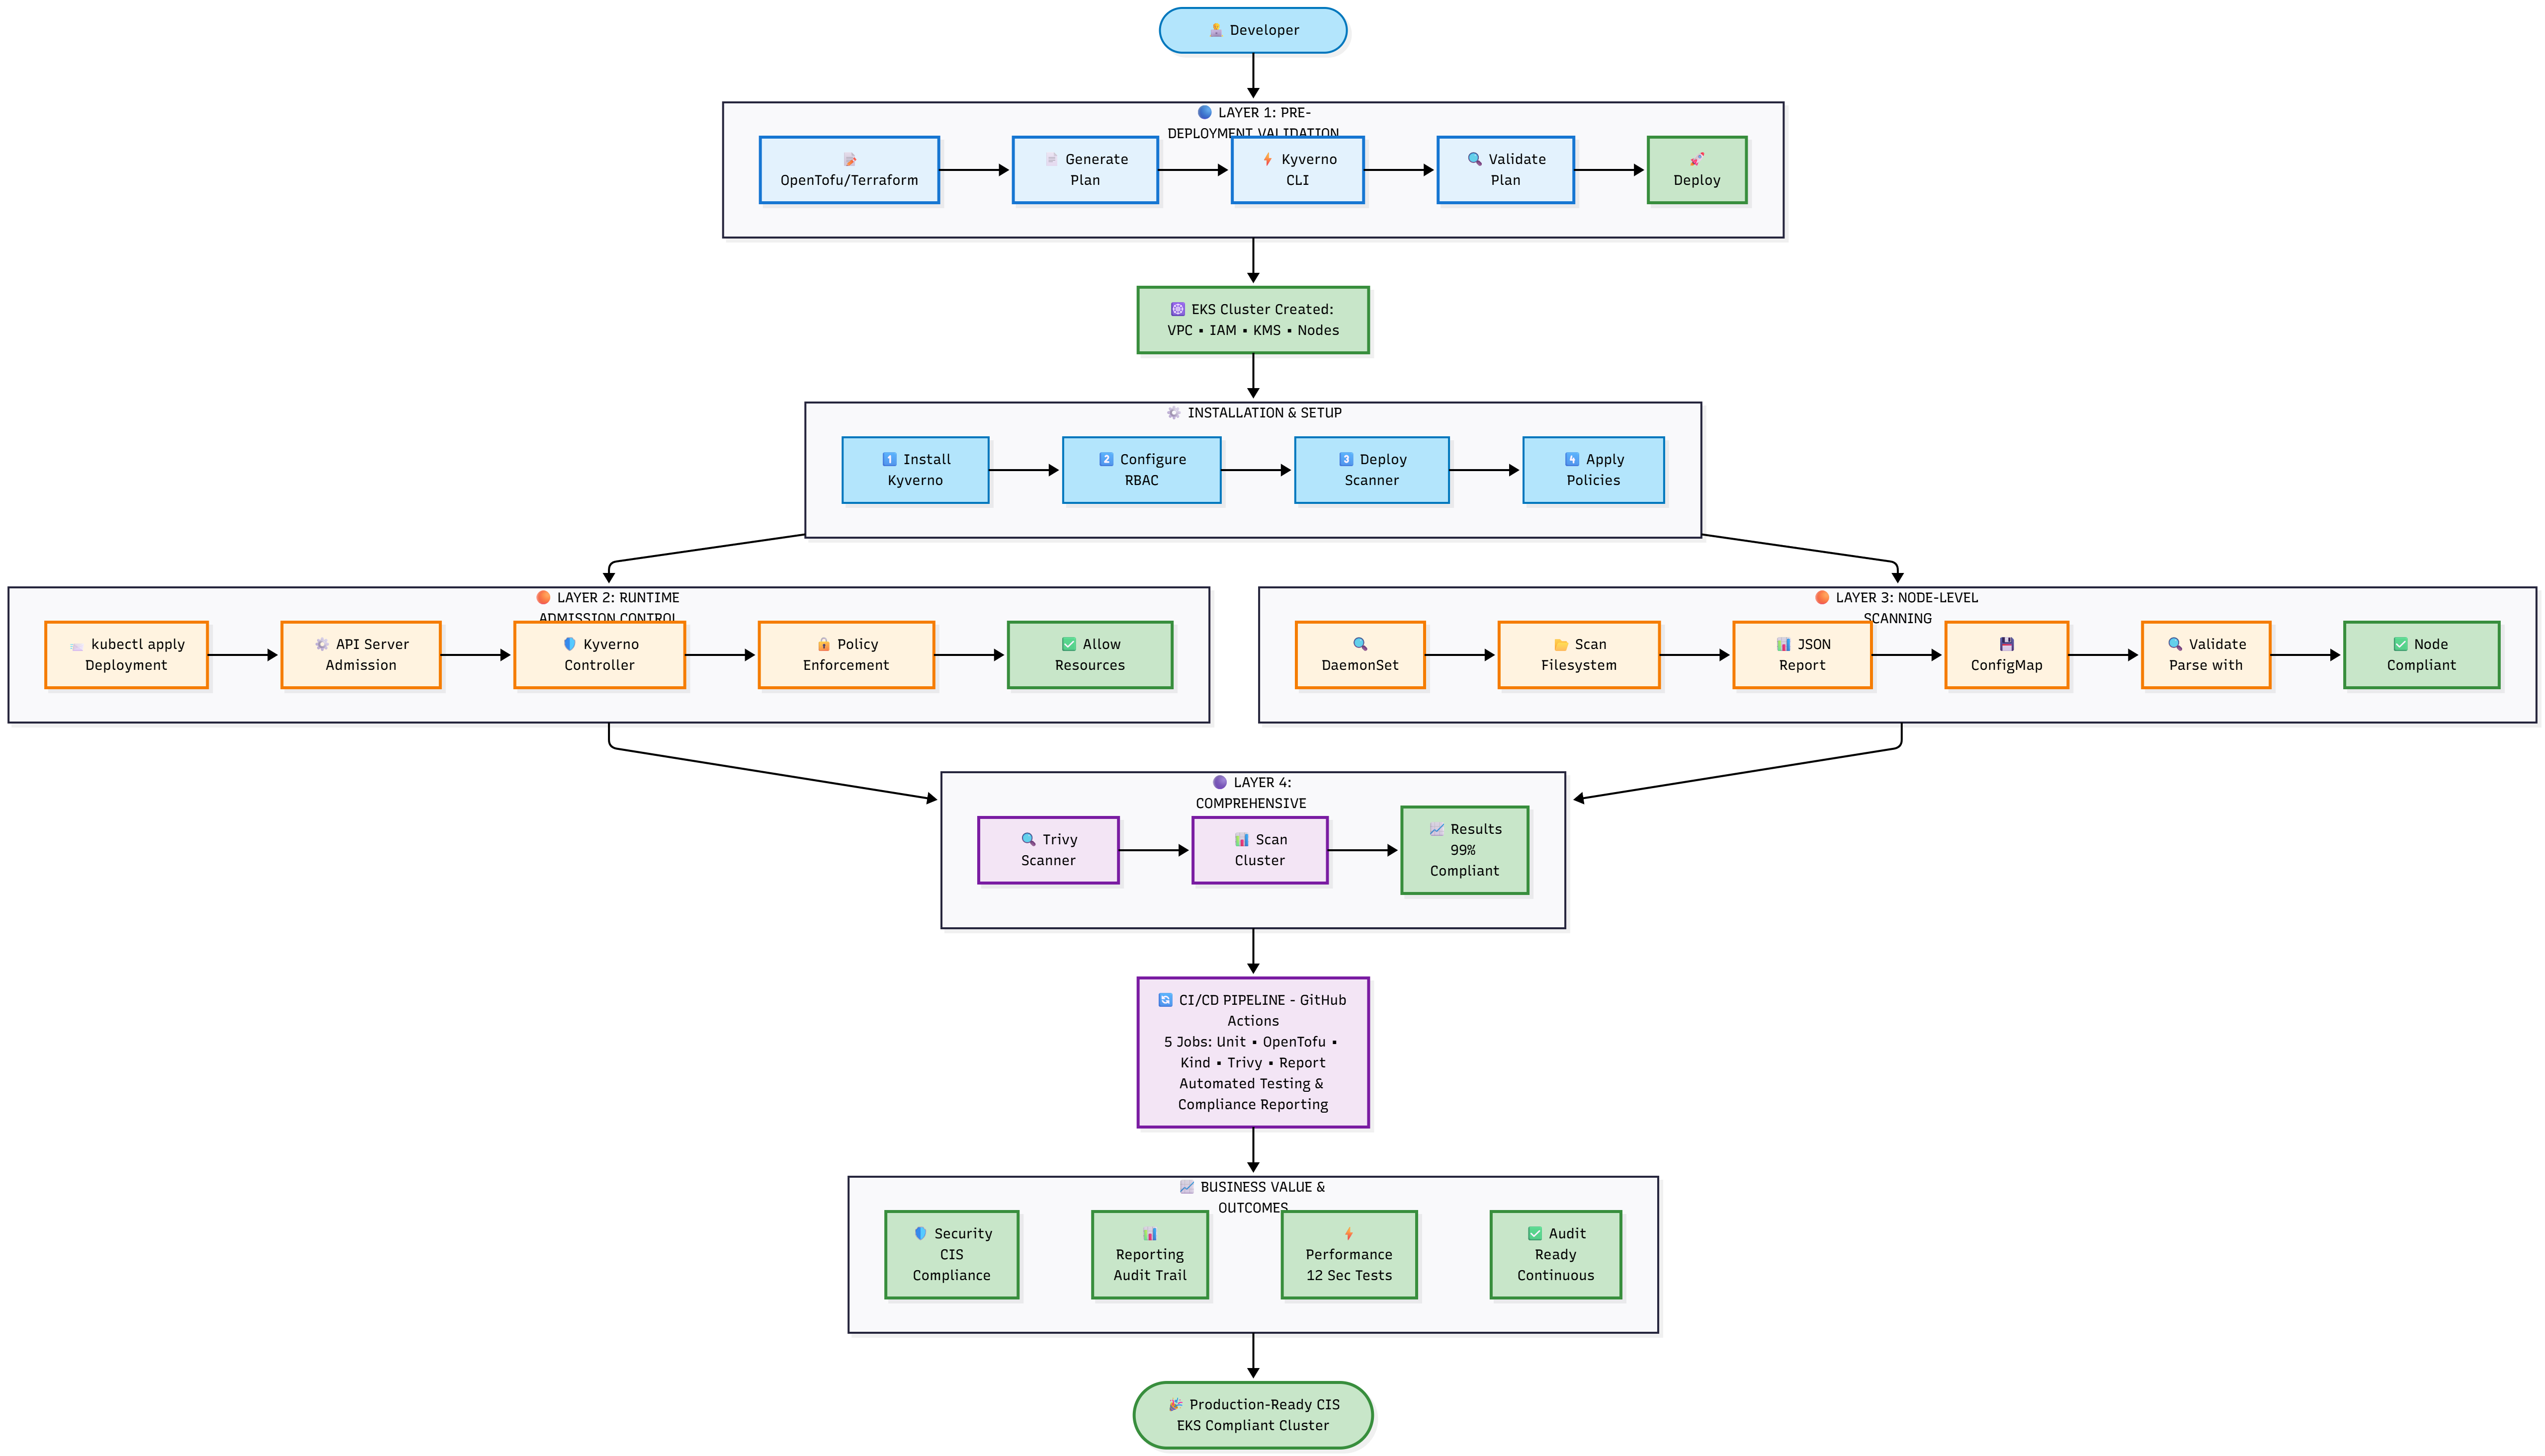 Developer
LAYER 1: PRE-
DEPLOYMENT VALIDATION
OpenTofu/Terraform
Generate
Plan
Kyverno
CLI
Validate
Plan
Deploy
EKS Cluster Created:
VPC ▪ IAM ▪ KMS ▪ Nodes
INSTALLATION & SETUP
1 Install
Kyverno
2 Configure
RBAC
3 Deploy
Scanner
4 Apply
Policies
LAYER 2: RUNTIME
ADMISSION CONTROL
kubectl apply
Deployment
API Server
Admission
Kyverno
Controller
Policy
Enforcement
Allow
Resources
LAYER 3: NODE-LEVEL
SCANNING
DaemonSet
Scan
Filesystem
JSON
Report
ConfigMap
Validate
Parse with
Node
Compliant
LAYER 4:
COMPREHENSIVE
Trivy
Scanner
Scan
Cluster
Results
99%
Compliant
CI/CD PIPELINE - GitHub
Actions
5 Jobs: Unit ▪ OpenTofu ▪
Kind ▪ Trivy ▪ Report
Automated Testing &
Compliance Reporting
BUSINESS VALUE &
OUTCOMES
Security
CIS
Compliance
Reporting
Audit Trail
Performance
12 Sec Tests
Audit
Ready
Continuous
Production-Ready CIS
EKS Compliant Cluster